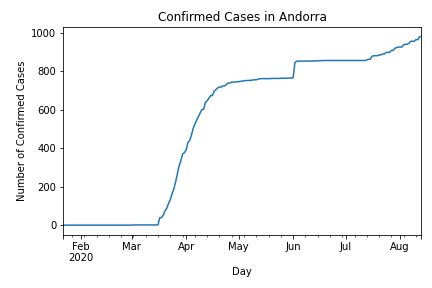 Confirmed Cases in Andorra
Number of Confirmed Cases
1000
800
600
400
200
0
Feb Mar Apr May Jun Jul Aug
2020
Day